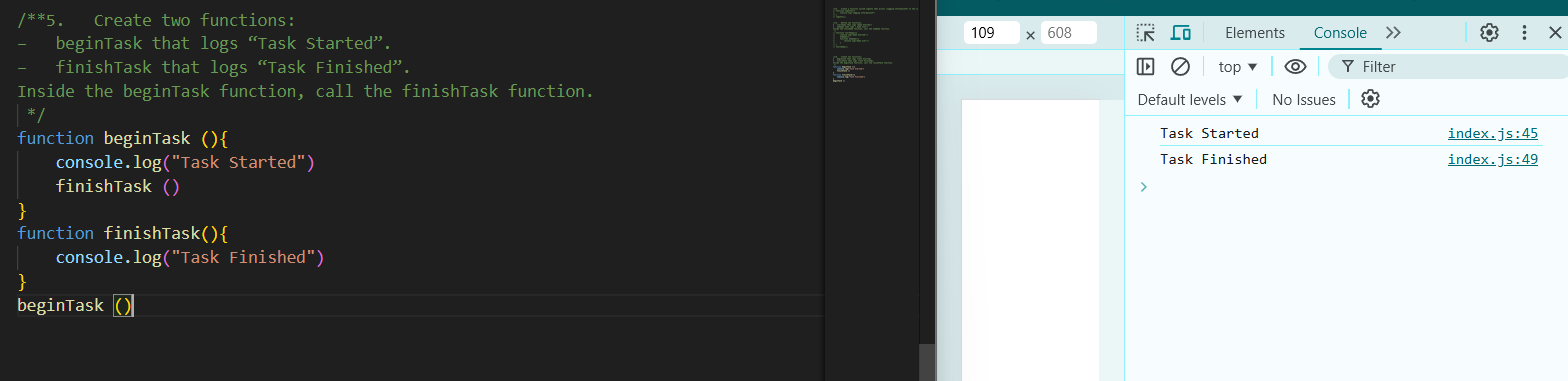 /**5.   Create two functions:
–   beginTask that logs “Task Started”.
–   finishTask that logs “Task Finished”.
Inside the beginTask function, call the finishTask function.
 */
function beginTask (){
    console.log("Task Started")
    finishTask ()
}
function finishTask(){
    console.log("Task Finished")
}
beginTask ()
109 × 608
Elements Console
top Filter
Default levels No Issues
Task Started index.js:45
Task Finished index.js:49